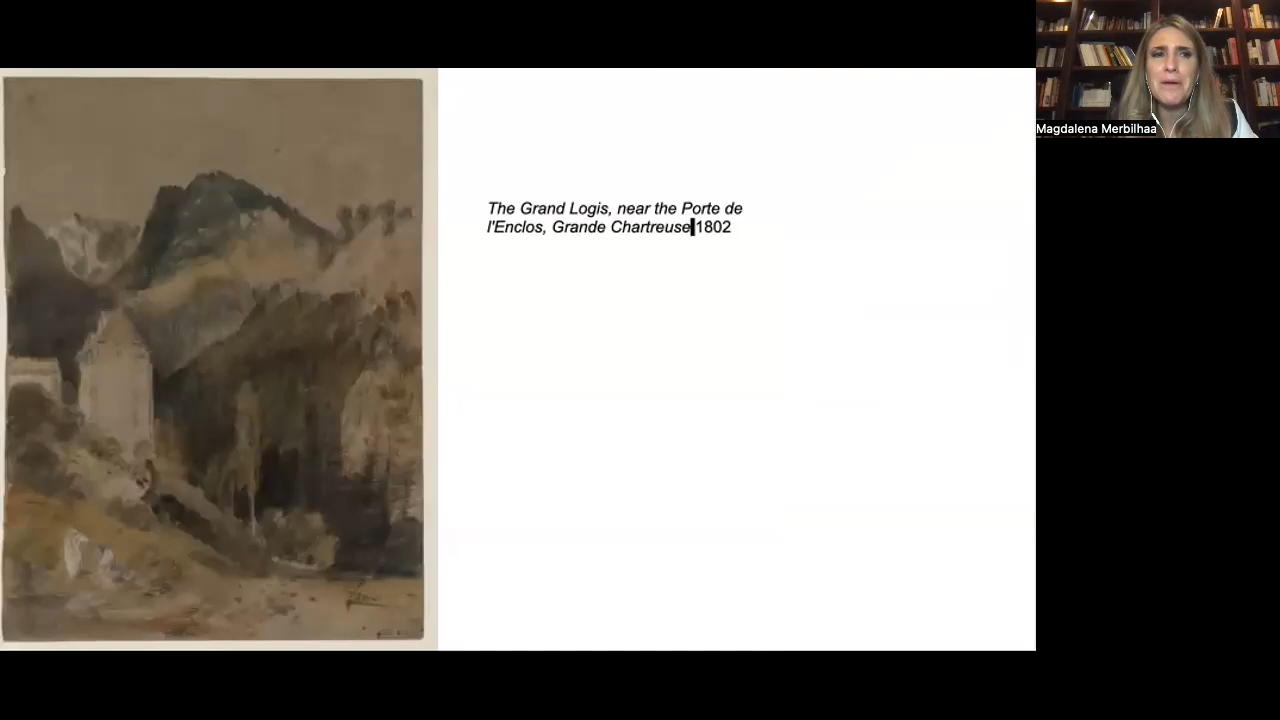 The Grand Logis, near the Porte de
l'Enclos, Grande Chartreuse 1802
Magdalena Merbilhaa